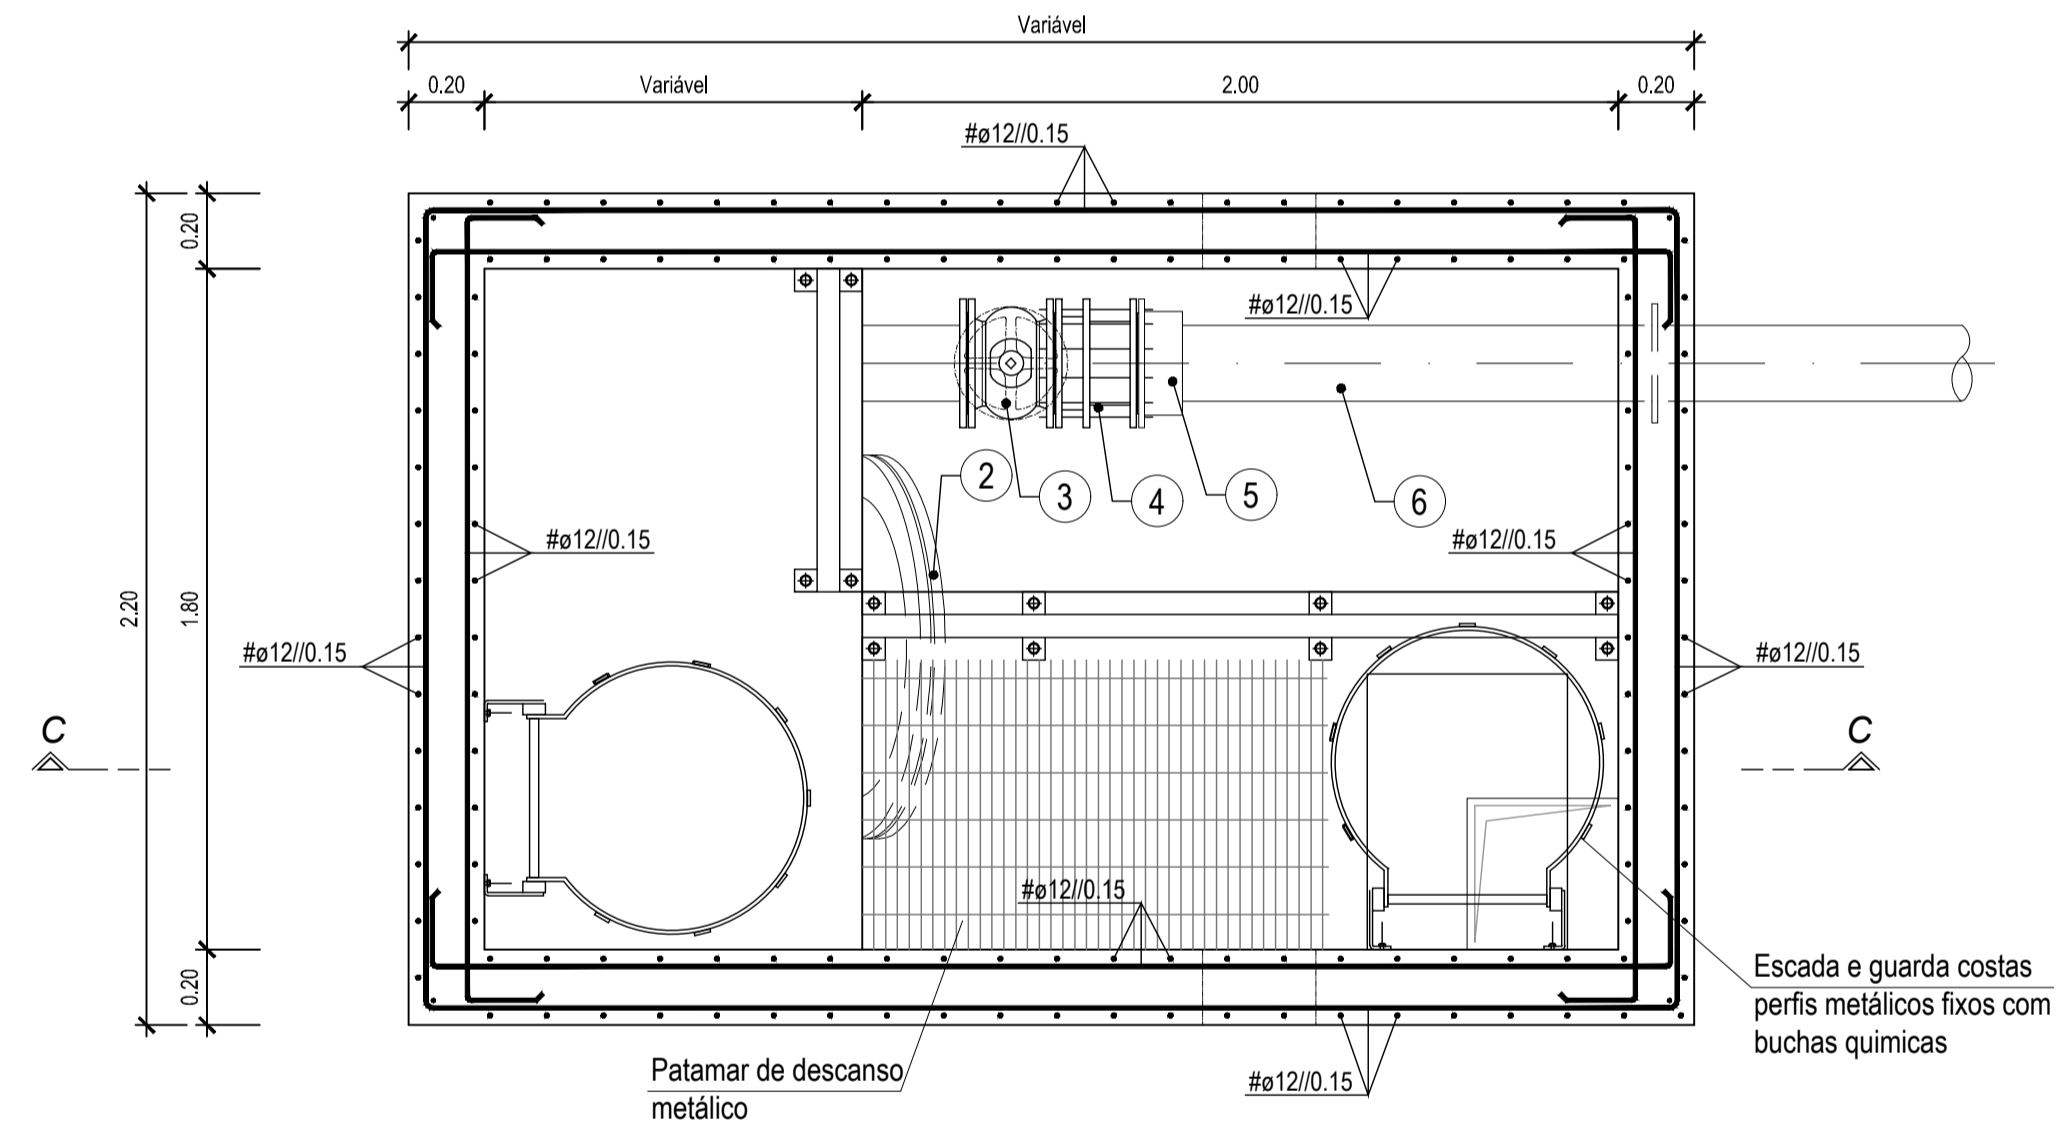 Variável
0.20
Variável
2.00
0.20
#ø12//0.15
0.20
#ø12//0.15
2
3
4
5
6
#ø12//0.15
#ø12//0.15
2.20
1.80
#ø12//0.15
#ø12//0.15
C
C
#ø12//0.15
0.20
Escada e guarda costas
perfis metálicos fixos com
buchas quimicas
Patamar de descanso
metálico
#ø12//0.15